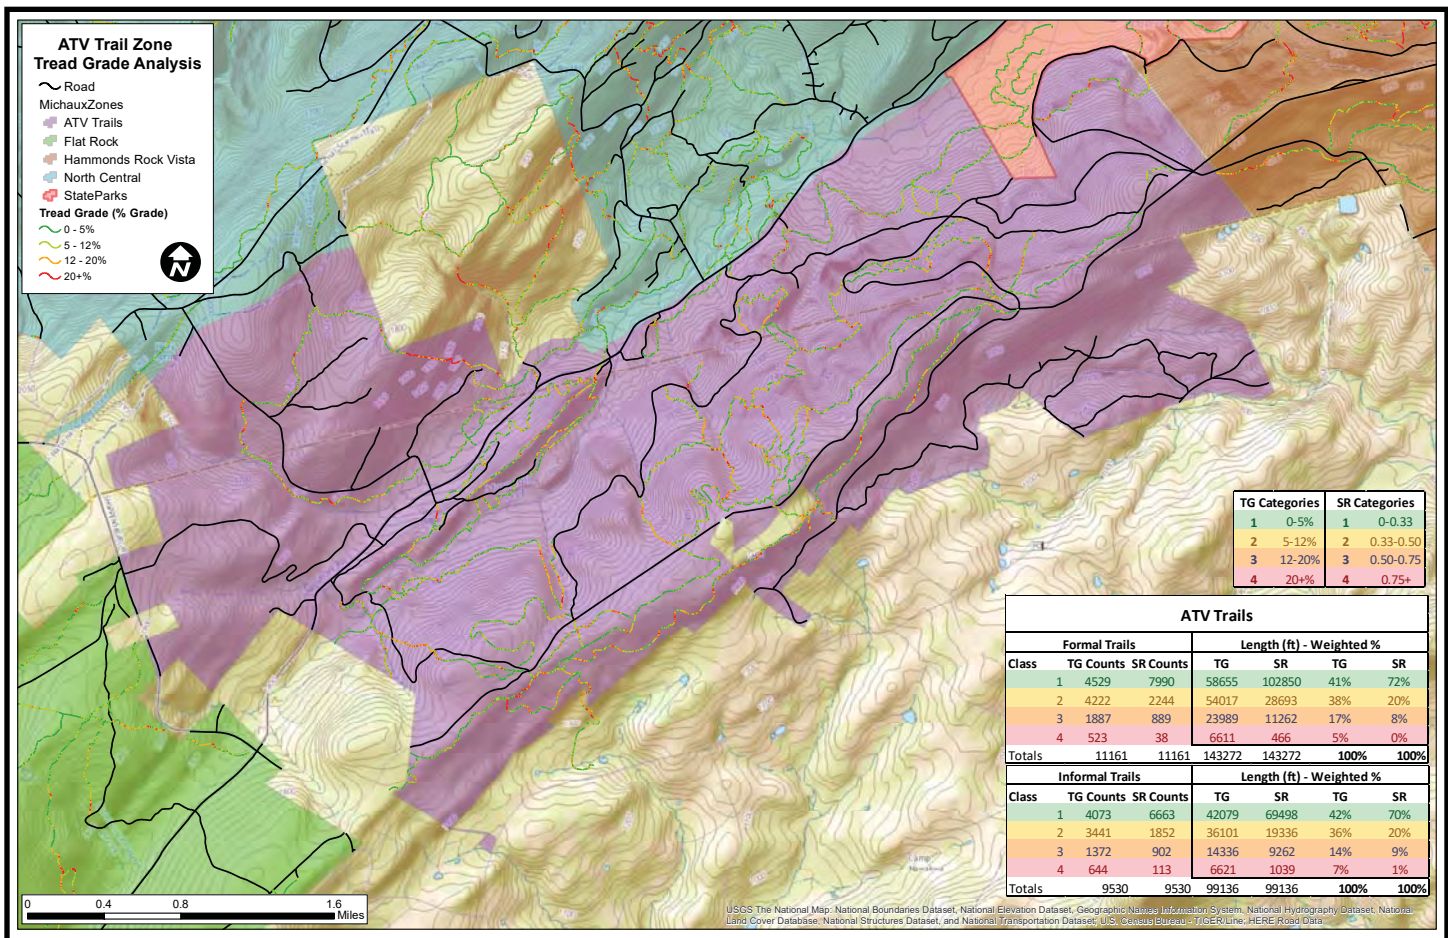 ATV Trail Zone
Tread Grade Analysis
Road
MichauxZones
ATV Trails
Flat Rock
Hammonds Rock Vista
North Central
StateParks
Tread Grade (% Grade)
0 - 5%
5 - 12%
12 - 20%
20+%
N
TG Categories SR Categories
1 0-5% 1 0-0.33
2 5-12% 2 0.33-0.50
3 12-20% 3 0.50-0.75
4 20+% 4 0.75+
ATV Trails
Formal Trails Length (ft) - Weighted %
Class TG Counts SR Counts TG SR TG SR
1 4529 7990 58655 102850 41% 72%
2 4222 2244 54017 28693 38% 20%
3 1887 889 23989 11262 17% 8%
4 523 38 6611 466 5% 0%
Totals 11161 11161 143272 143272 100% 100%
Informal Trails Length (ft) - Weighted %
Class TG Counts SR Counts TG SR TG SR
1 4073 6663 42079 69498 42% 70%
2 3441 1852 36101 19336 36% 20%
3 1372 902 14336 9262 14% 9%
4 644 113 6621 1039 7% 1%
Totals 9530 9530 99136 99136 100% 100%
Camp
0 0.4 0.8 1.6
Miles
USGS The National Map: National Boundaries Dataset, National Elevation Dataset, Geographic Names Information System, National Hydrography Dataset, National
Land Cover Database, National Structures Dataset, and National Transportation Dataset; U.S. Census Bureau - TIGER/Line; HERE Road Data